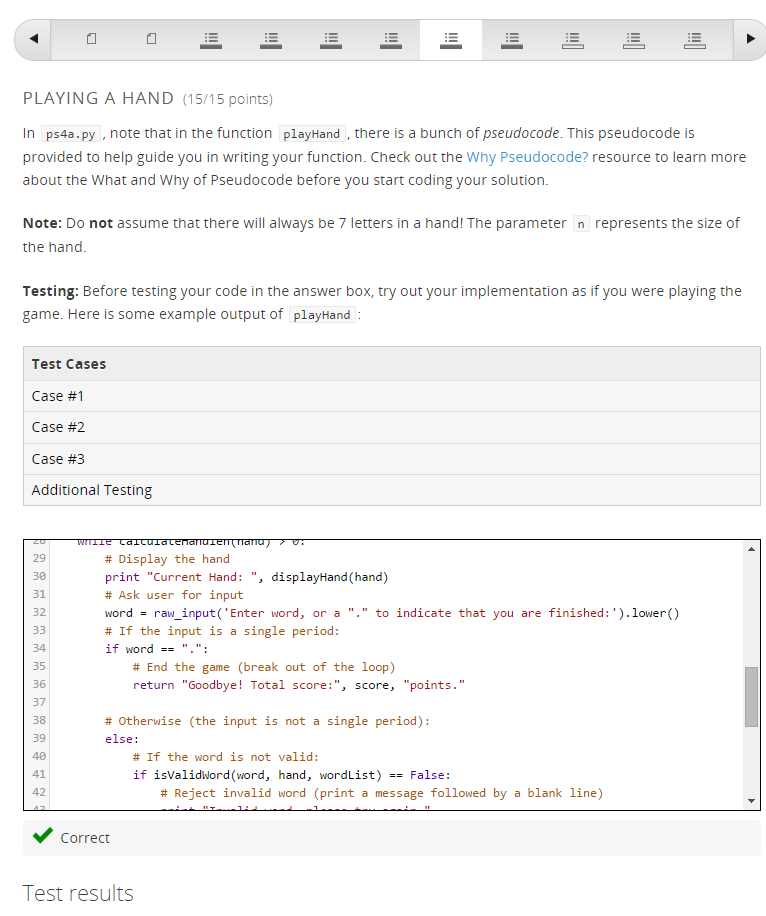 PLAYING A HAND (15/15 points)
In ps4a.py, note that in the function playHand, there is a bunch of pseudocode. This pseudocode is
provided to help guide you in writing your function. Check out the Why Pseudocode? resource to learn more
about the What and Why of Pseudocode before you start coding your solution.
Note: Do not assume that there will always be 7 letters in a hand! The parameter n represents the size of
the hand.
Testing: Before testing your code in the answer box, try out your implementation as if you were playing the
game. Here is some example output of playHand:
Test Cases
Case #1
Case #2
Case #3
Additional Testing
28 while calculateHandlen(hand) > 0:
29 # Display the hand
30 print "Current Hand: ", displayHand(hand)
31 # Ask user for input
32 word = raw_input('Enter word, or a "." to indicate that you are finished:').lower()
33 # If the input is a single period:
34 if word == ".":
35 # End the game (break out of the loop)
36 return "Goodbye! Total score:", score, "points."
37
38 # Otherwise (the input is not a single period):
39 else:
40 # If the word is not valid:
41 if isValidWord(word, hand, wordList) == False:
42 # Reject invalid word (print a message followed by a blank line)
43 print "Invalid word, please try again."
Correct
Test results